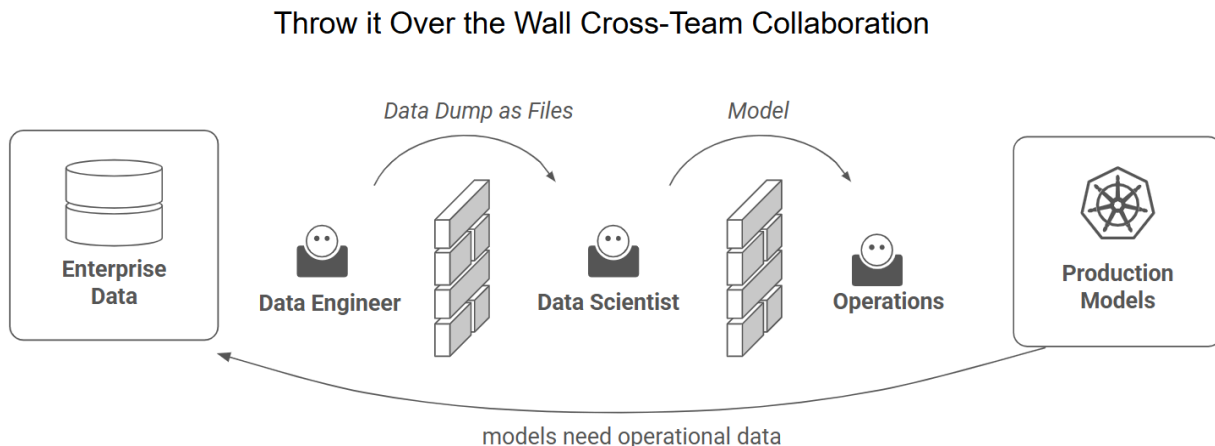 Throw it Over the Wall Cross-Team Collaboration
Data Dump as Files
Model
Enterprise
Data
Data Engineer
Data Scientist
Operations
Production
Models
models need operational data